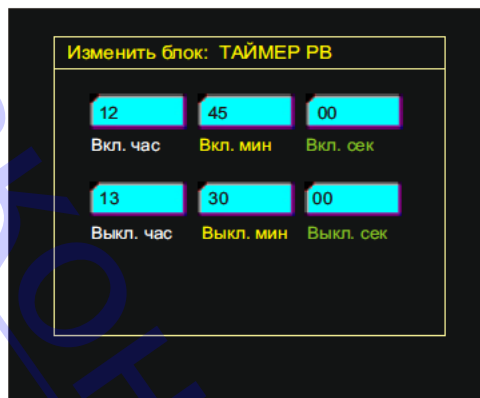 Изменить блок: ТАЙМЕР РВ
12 45 00
Вкл. час Вкл. мин Вкл. сек
13 30 00
Выкл. час Выкл. мин Выкл. сек